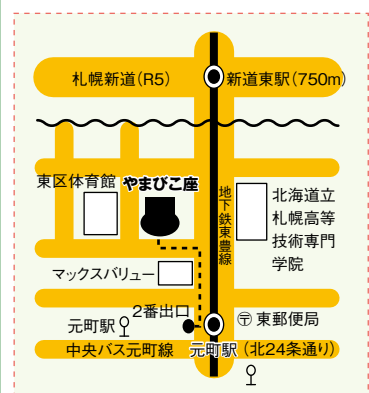 札幌新道(R5)
新道東駅(750m)
東区体育館
やまびこ座
地下鉄東豊線
北海道立
札幌高等
技術専門
学院
マックスバリュー
2番出口
元町駅
〶東郵便局
中央バス元町線
元町駅
(北24条通り)